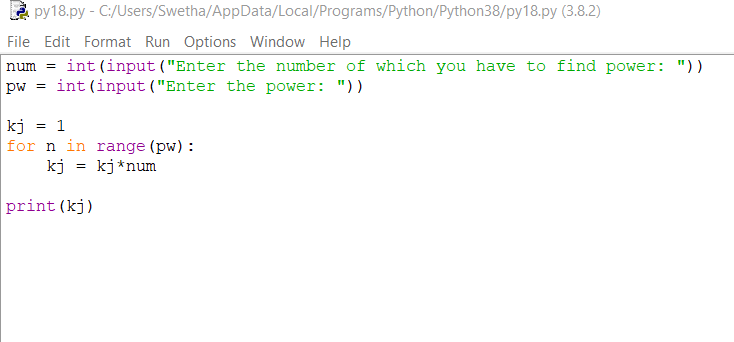 py18.py - C:/Users/Swetha/AppData/Local/Programs/Python/Python38/py18.py (3.8.2)
File Edit Format Run Options Window Help
num = int(input("Enter the number of which you have to find power: "))
pw = int(input("Enter the power: "))
kj = 1
for n in range(pw):
    kj = kj*num
print(kj)